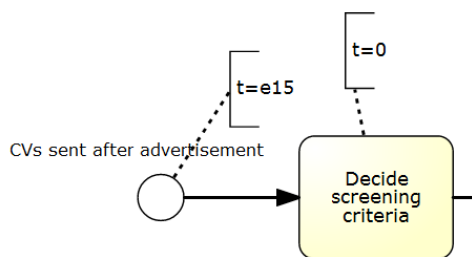 t=0
t=e15
CVs sent after advertisement
Decide
screening
criteria